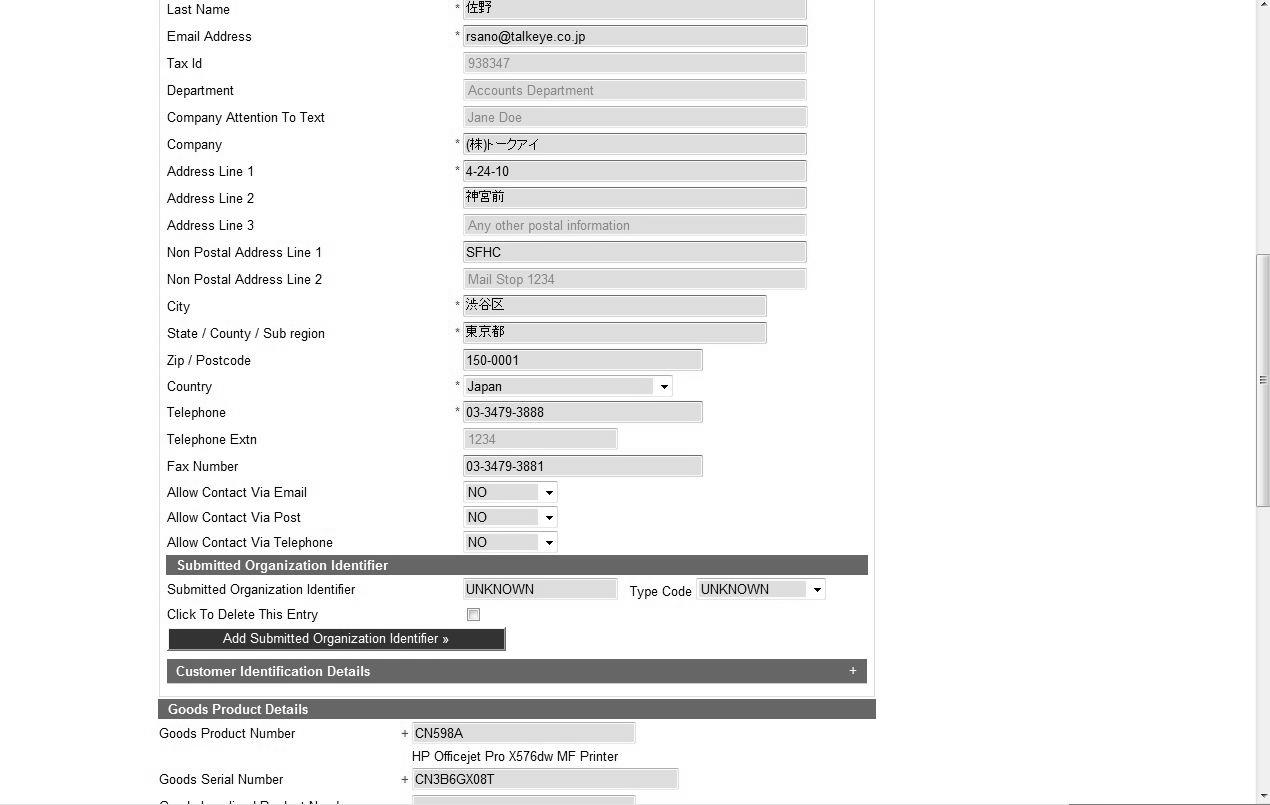 Last Name * 佐野
Email Address * rsano@talkeye.co.jp
Tax Id 938347
Department Accounts Department
Company Attention To Text Jane Doe
Company * (株)トークアイ
Address Line 1 * 4-24-10
Address Line 2 神宮前
Address Line 3 Any other postal information
Non Postal Address Line 1 SFHC
Non Postal Address Line 2 Mail Stop 1234
City * 渋谷区
State / County / Sub region * 東京都
Zip / Postcode 150-0001
Country * Japan
Telephone * 03-3479-3888
Telephone Extn 1234
Fax Number 03-3479-3881
Allow Contact Via Email NO
Allow Contact Via Post NO
Allow Contact Via Telephone NO
Submitted Organization Identifier
Submitted Organization Identifier UNKNOWN Type Code UNKNOWN
Click To Delete This Entry
Add Submitted Organization Identifier »
Customer Identification Details +
Goods Product Details
Goods Product Number + CN598A
HP Officejet Pro X576dw MF Printer
Goods Serial Number + CN3B6GX08T